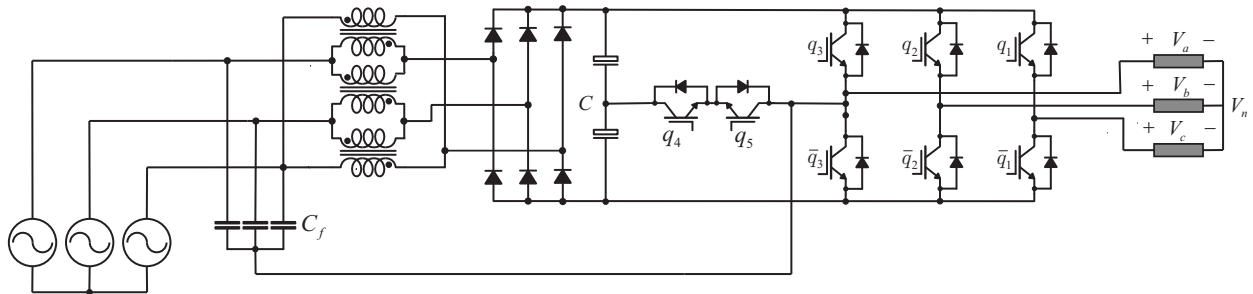 q3 q2 q1
+ Va −
+ Vb − Vn
+ Vc −
C
q4 q5
q̅3 q̅2 q̅1
Cf